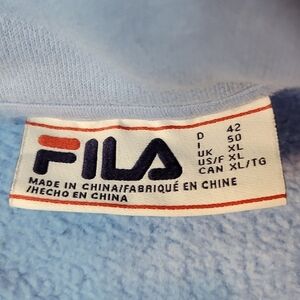 FILA
D 42
I 50
UK XL
US/F XL
CAN XL/TG
MADE IN CHINA/FABRIQUÉ EN CHINE
/HECHO EN CHINA